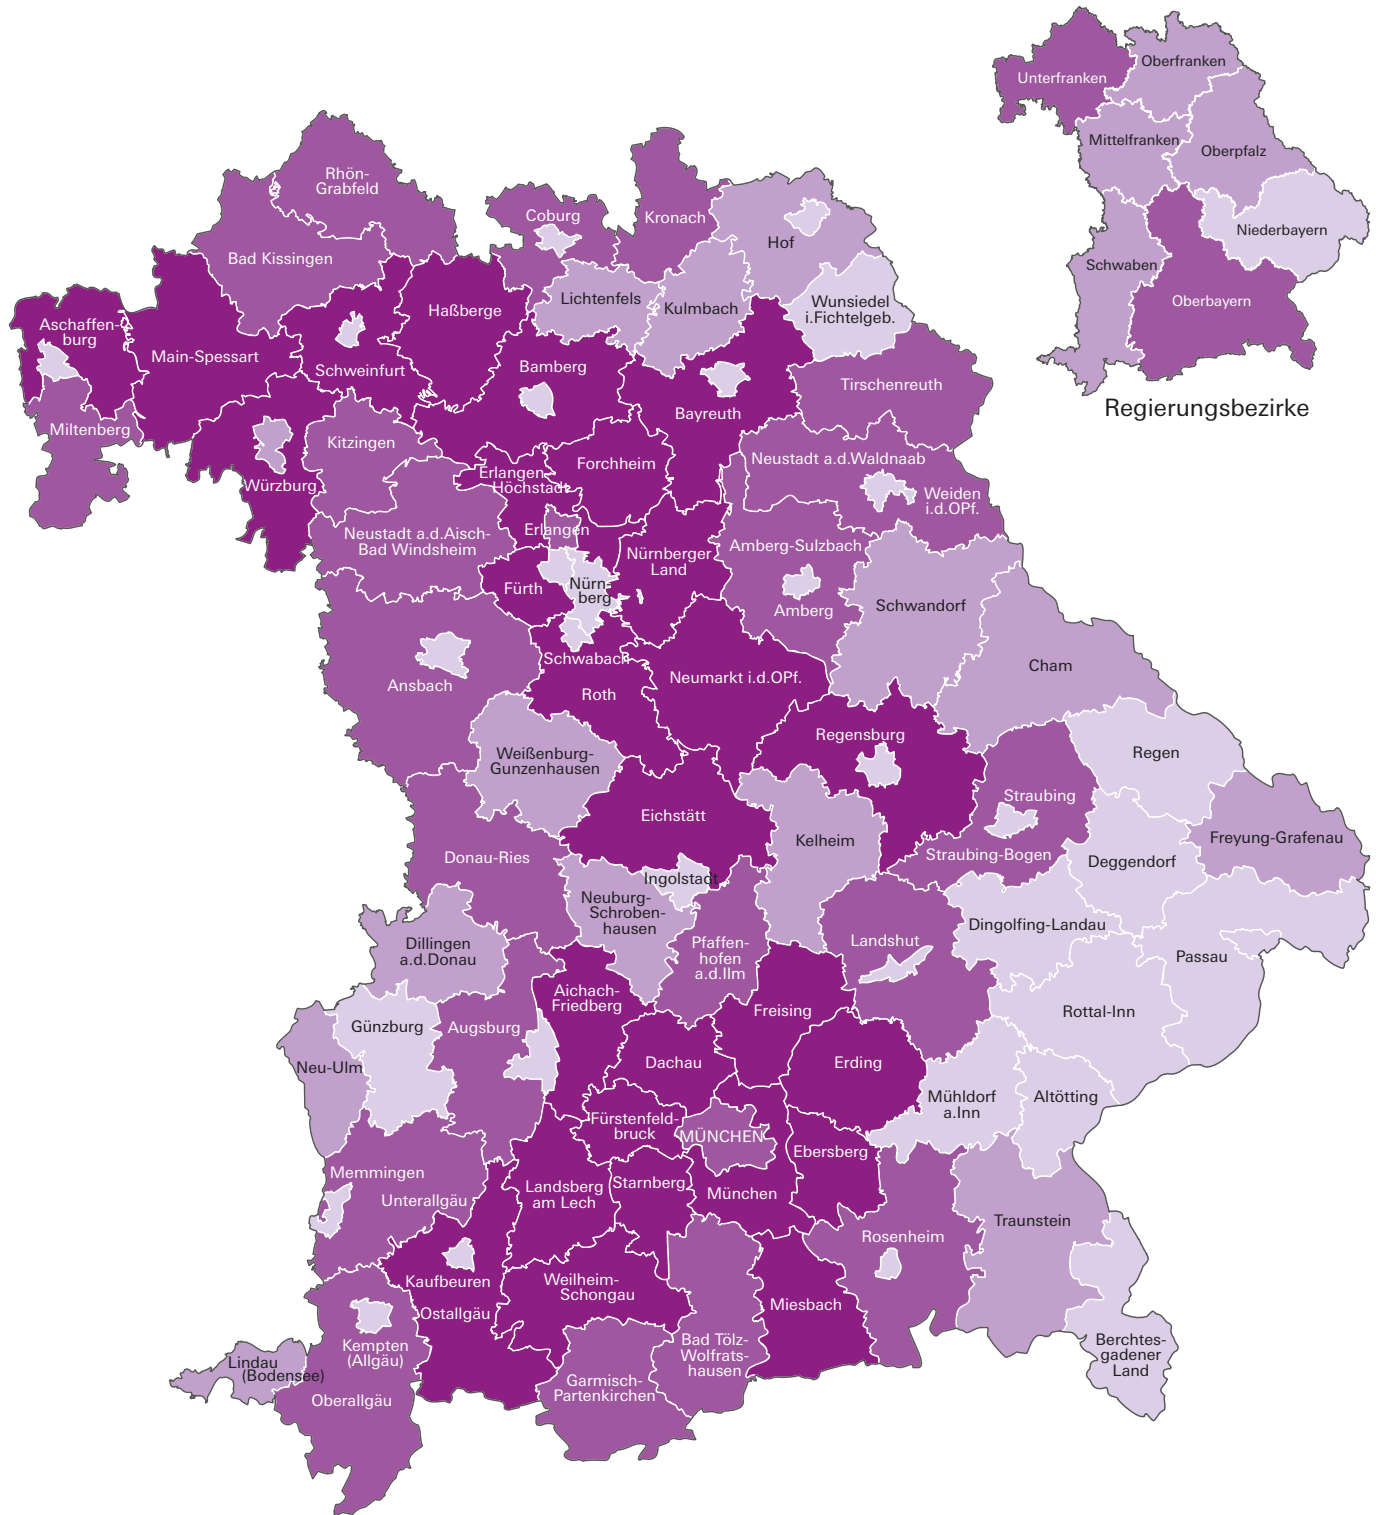 Unterfranken
Oberfranken
Mittelfranken
Oberpfalz
Niederbayern
Schwaben
Oberbayern
Regierungsbezirke
Rhön-
Grabfeld
Bad Kissingen
Coburg
Kronach
Hof
Lichtenfels
Kulmbach
Wunsiedel
i.Fichtelgeb.
Haßberge
Aschaffen-
burg
Main-Spessart
Schweinfurt
Bamberg
Bayreuth
Tirschenreuth
Miltenberg
Kitzingen
Würzburg
Forchheim
Erlangen-
Höchstadt
Neustadt a.d.Waldnaab
Weiden
i.d.OPf.
Neustadt a.d.Aisch-
Bad Windsheim
Erlangen
Nürnberger
Land
Amberg-Sulzbach
Amberg
Fürth
Nürn-
berg
Schwandorf
Cham
Ansbach
Schwabach
Roth
Neumarkt i.d.OPf.
Regensburg
Weißenburg-
Gunzenhausen
Regen
Straubing
Eichstätt
Kelheim
Freyung-Grafenau
Straubing-Bogen
Deggendorf
Donau-Ries
Ingolstadt
Neuburg-
Schroben-
hausen
Dingolfing-Landau
Dillingen
a.d.Donau
Pfaffen-
hofen
a.d.Ilm
Landshut
Passau
Aichach-
Friedberg
Freising
Rottal-Inn
Günzburg
Augsburg
Neu-Ulm
Dachau
Erding
Mühldorf
a.Inn
Altötting
Fürstenfeld-
bruck
MÜNCHEN
Ebersberg
Memmingen
Unterallgäu
Landsberg
am Lech
Starnberg
München
Traunstein
Rosenheim
Kaufbeuren
Ostallgäu
Weilheim-
Schongau
Miesbach
Kempten
(Allgäu)
Lindau
(Bodensee)
Oberallgäu
Bad Tölz-
Wolfrats-
hausen
Garmisch-
Partenkirchen
Berchtes-
gadener
Land